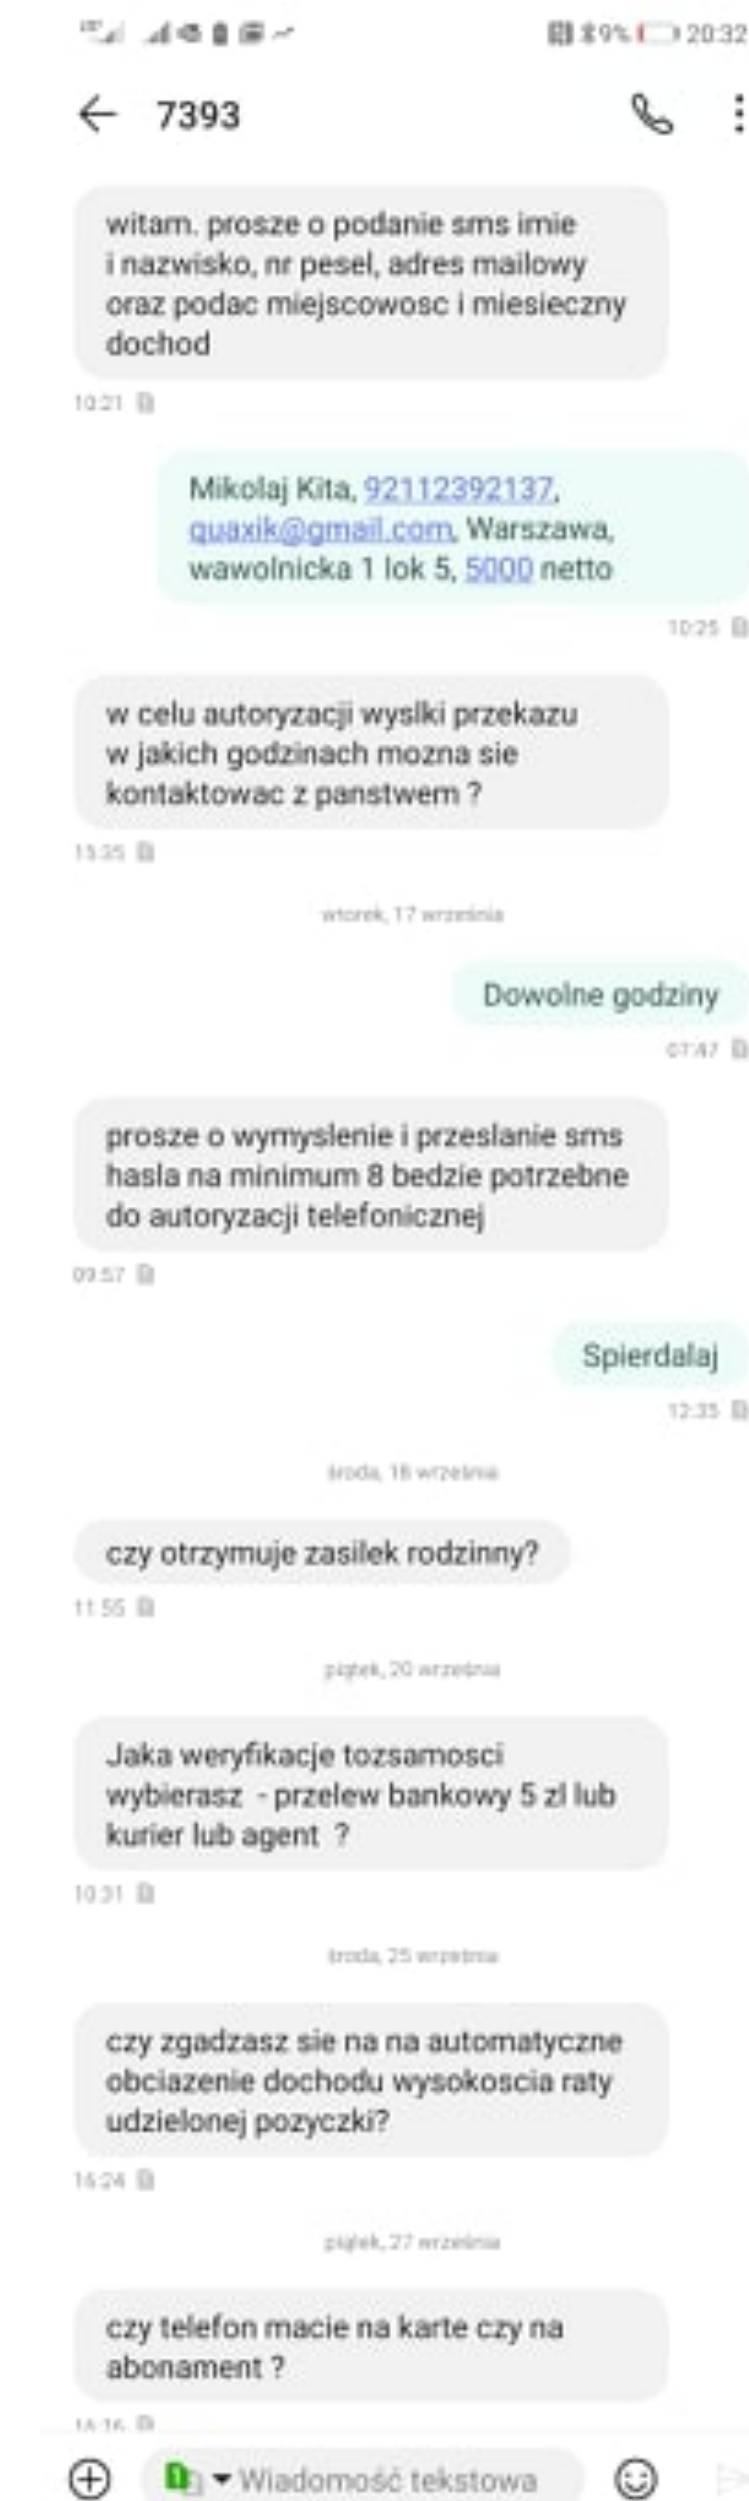 9% 20:32
7393
witam. prosze o podanie sms imie
i nazwisko, nr pesel, adres mailowy
oraz podac miejscowosc i miesieczny
dochod
10:21
Mikolaj Kita, 92112392137,
quaxik@gmail.com, Warszawa,
wawolnicka 1 lok 5, 5000 netto
10:25
w celu autoryzacji wyslki przekazu
w jakich godzinach mozna sie
kontaktowac z panstwem ?
wtorek, 17 września
Dowolne godziny
07:47
prosze o wymyslenie i przeslanie sms
hasla na minimum 8 bedzie potrzebne
do autoryzacji telefonicznej
09:57
Spierdalaj
12:35
środa, 18 września
czy otrzymuje zasilek rodzinny?
11:55
piątek, 20 września
Jaka weryfikacje tozsamosci
wybierasz - przelew bankowy 5 zl lub
kurier lub agent ?
10:31
środa, 25 września
czy zgadzasz sie na na automatyczne
obciazenie dochodu wysokoscia raty
udzielonej pozyczki?
16:24
piątek, 27 września
czy telefon macie na karte czy na
abonament ?
1 Wiadomość tekstowa